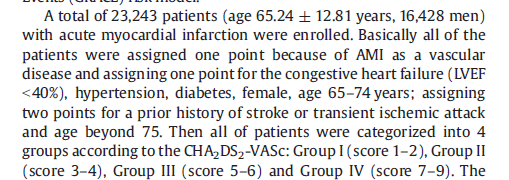 A total of 23,243 patients (age 65.24 ± 12.81 years, 16,428 men)
with acute myocardial infarction were enrolled. Basically all of the
patients were assigned one point because of AMI as a vascular
disease and assigning one point for the congestive heart failure (LVEF
<40%), hypertension, diabetes, female, age 65–74 years; assigning
two points for a prior history of stroke or transient ischemic attack
and age beyond 75. Then all of patients were categorized into 4
groups according to the CHA₂DS₂-VASc: Group I (score 1–2), Group II
(score 3–4), Group III (score 5–6) and Group IV (score 7–9). The